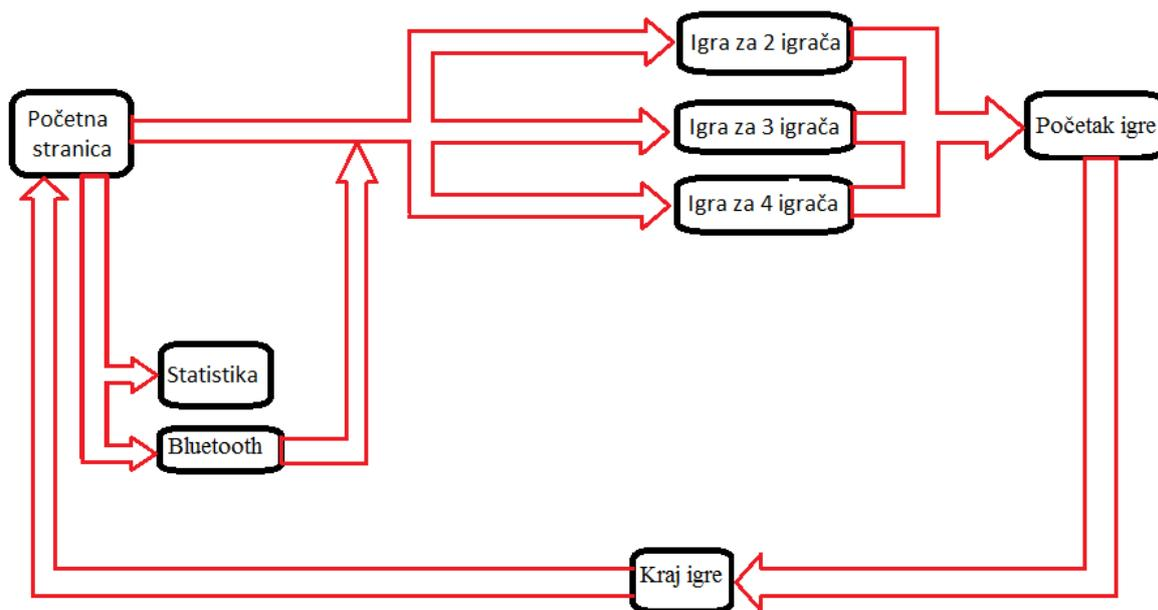 Igra za 2 igrača
Početna
stranica
Igra za 3 igrača
Početak igre
Igra za 4 igrača
Statistika
Bluetooth
Kraj igre